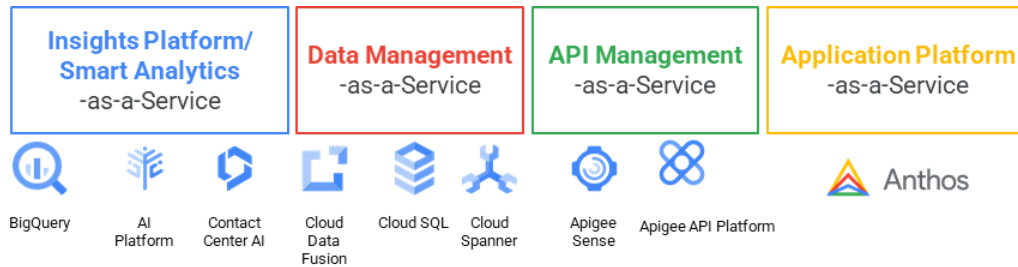 Insights Platform/
Smart Analytics
-as-a-Service
Data Management
-as-a-Service
API Management
-as-a-Service
Application Platform
-as-a-Service
BigQuery
AI
Platform
Contact
Center AI
Cloud
Data
Fusion
Cloud SQL
Cloud
Spanner
Apigee
Sense
Apigee API Platform
Anthos